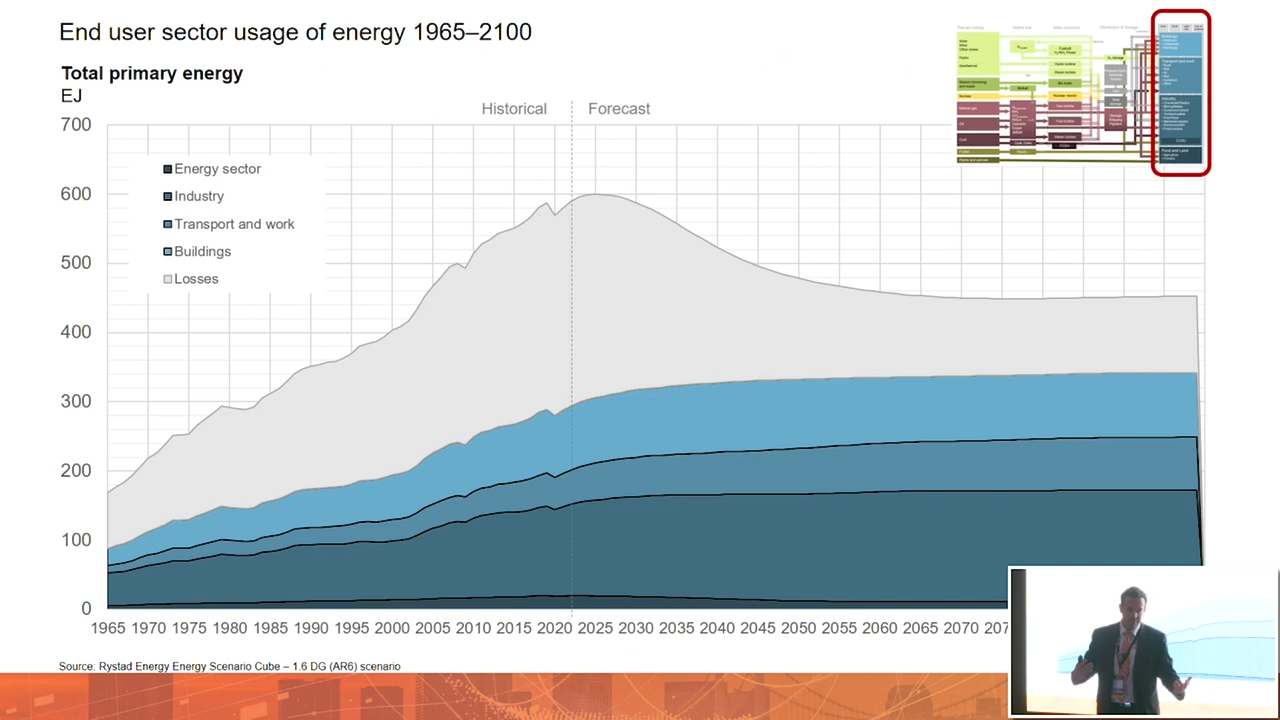 End user sector usage of energy 1965–2100
Total primary energy
EJ
Historical
Forecast
700
600
500
400
300
200
100
0
Energy sector
Industry
Transport and work
Buildings
Losses
1965 1970 1975 1980 1985 1990 1995 2000 2005 2010 2015 2020 2025 2030 2035 2040 2045 2050 2055 2060 2065 2070 207
Source: Rystad Energy Energy Scenario Cube – 1.6 DG (AR6) scenario